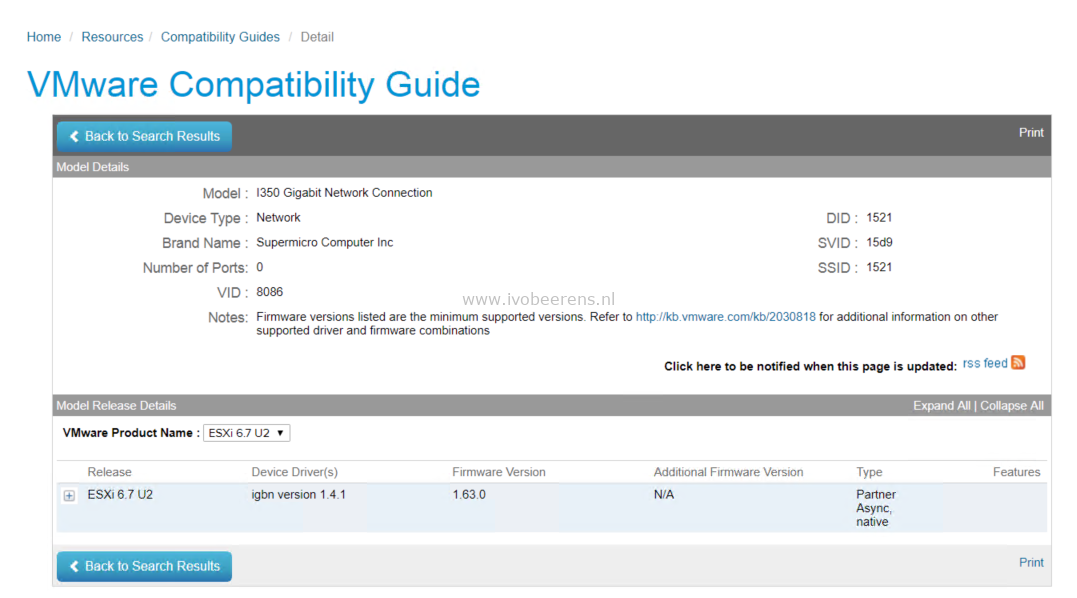 Home / Resources / Compatibility Guides / Detail
VMware Compatibility Guide
Back to Search Results Print
Model Details
Model : I350 Gigabit Network Connection
Device Type : Network DID : 1521
Brand Name : Supermicro Computer Inc SVID : 15d9
Number of Ports: 0 SSID : 1521
VID : 8086
www.ivobeerens.nl
Notes: Firmware versions listed are the minimum supported versions. Refer to http://kb.vmware.com/kb/2030818 for additional information on other
supported driver and firmware combinations
Click here to be notified when this page is updated: rss feed
Model Release Details Expand All | Collapse All
VMware Product Name : ESXi 6.7 U2
Release Device Driver(s) Firmware Version Additional Firmware Version Type Features
ESXi 6.7 U2 igbn version 1.4.1 1.63.0 N/A Partner
Async,
native
Back to Search Results Print